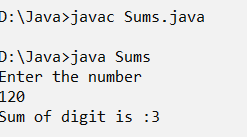 D:\Java>javac Sums.java
D:\Java>java Sums
Enter the number
120
Sum of digit is :3